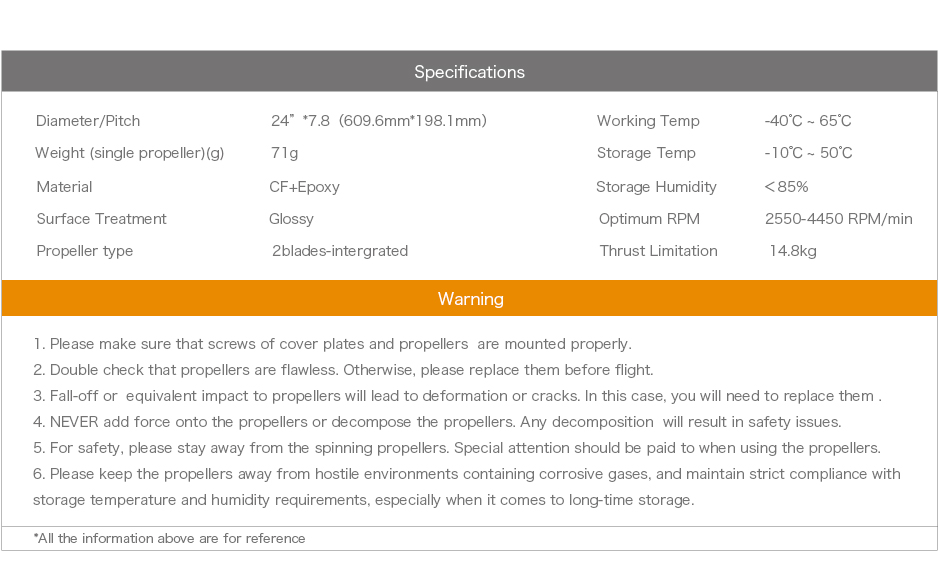 Specifications
Diameter/Pitch 24” *7.8（609.6mm*198.1mm） Working Temp -40℃ ~ 65℃
Weight (single propeller)(g) 71g Storage Temp -10℃ ~ 50℃
Material CF+Epoxy Storage Humidity ＜85%
Surface Treatment Glossy Optimum RPM 2550-4450 RPM/min
Propeller type 2blades-intergrated Thrust Limitation 14.8kg
Warning
1. Please make sure that screws of cover plates and propellers  are mounted properly.
2. Double check that propellers are flawless. Otherwise, please replace them before flight.
3. Fall-off or  equivalent impact to propellers will lead to deformation or cracks. In this case, you will need to replace them .
4. NEVER add force onto the propellers or decompose the propellers. Any decomposition  will result in safety issues.
5. For safety, please stay away from the spinning propellers. Special attention should be paid to when using the propellers.
6. Please keep the propellers away from hostile environments containing corrosive gases, and maintain strict compliance with
storage temperature and humidity requirements, especially when it comes to long-time storage.
*All the information above are for reference